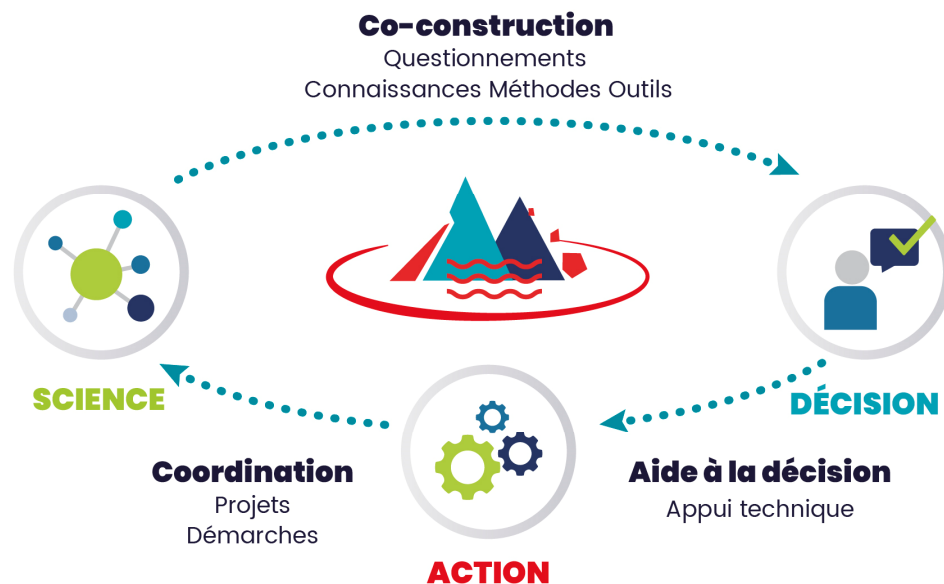 Co-construction
Questionnements
Connaissances Méthodes Outils
SCIENCE
DÉCISION
Coordination
Projets
Démarches
Aide à la décision
Appui technique
ACTION